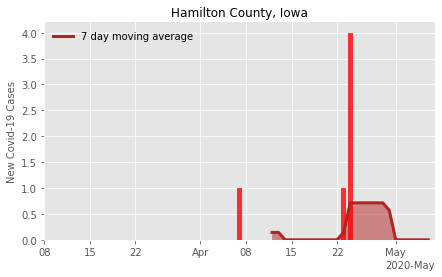 Hamilton County, Iowa
7 day moving average
New Covid-19 Cases
4.0
3.5
3.0
2.5
2.0
1.5
1.0
0.5
0.0
08 15 22 Apr 08 15 22 May
2020-May